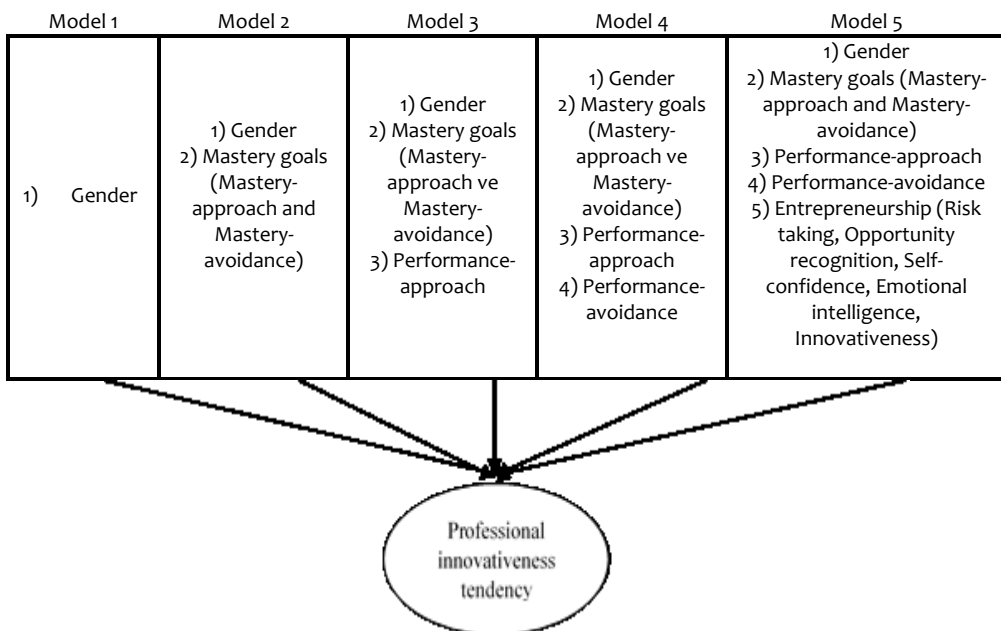 Model 1
Model 2
Model 3
Model 4
Model 5
1) Gender
1) Gender
2) Mastery goals
(Mastery-
approach and
Mastery-
avoidance)
1) Gender
2) Mastery goals
(Mastery-
approach ve
Mastery-
avoidance)
3) Performance-
approach
1) Gender
2) Mastery goals
(Mastery-
approach ve
Mastery-
avoidance)
3) Performance-
approach
4) Performance-
avoidance
1) Gender
2) Mastery goals (Mastery-
approach and Mastery-
avoidance)
3) Performance-approach
4) Performance-avoidance
5) Entrepreneurship (Risk
taking, Opportunity
recognition, Self-
confidence, Emotional
intelligence,
Innovativeness)
Professional
innovativeness
tendency